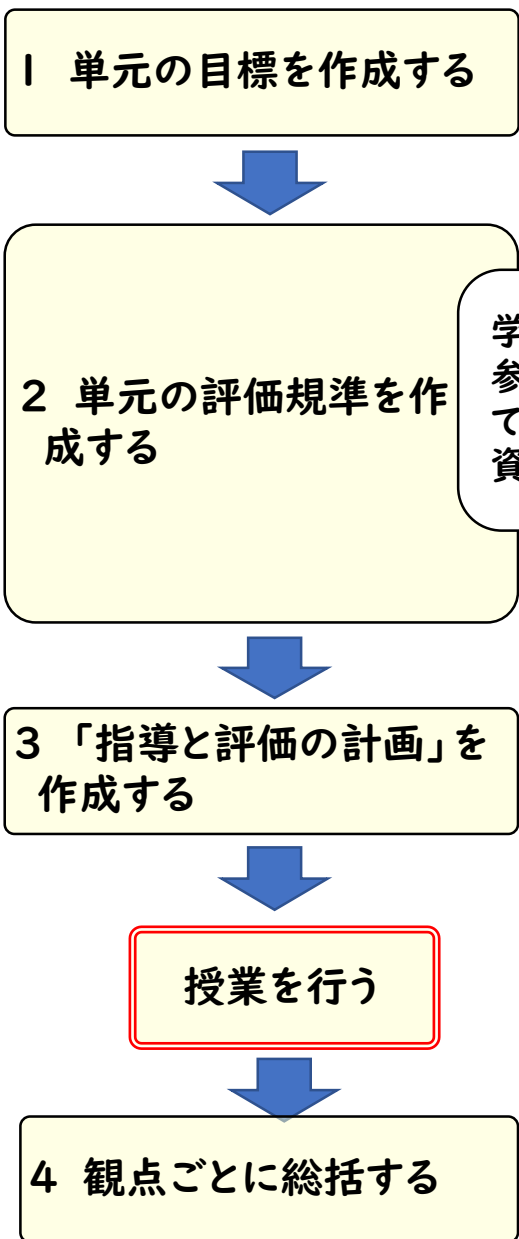 1 単元の目標を作成する
2 単元の評価規準を作
成する
学
参
て
資
3 「指導と評価の計画」を
作成する
授業を行う
4 観点ごとに総括する